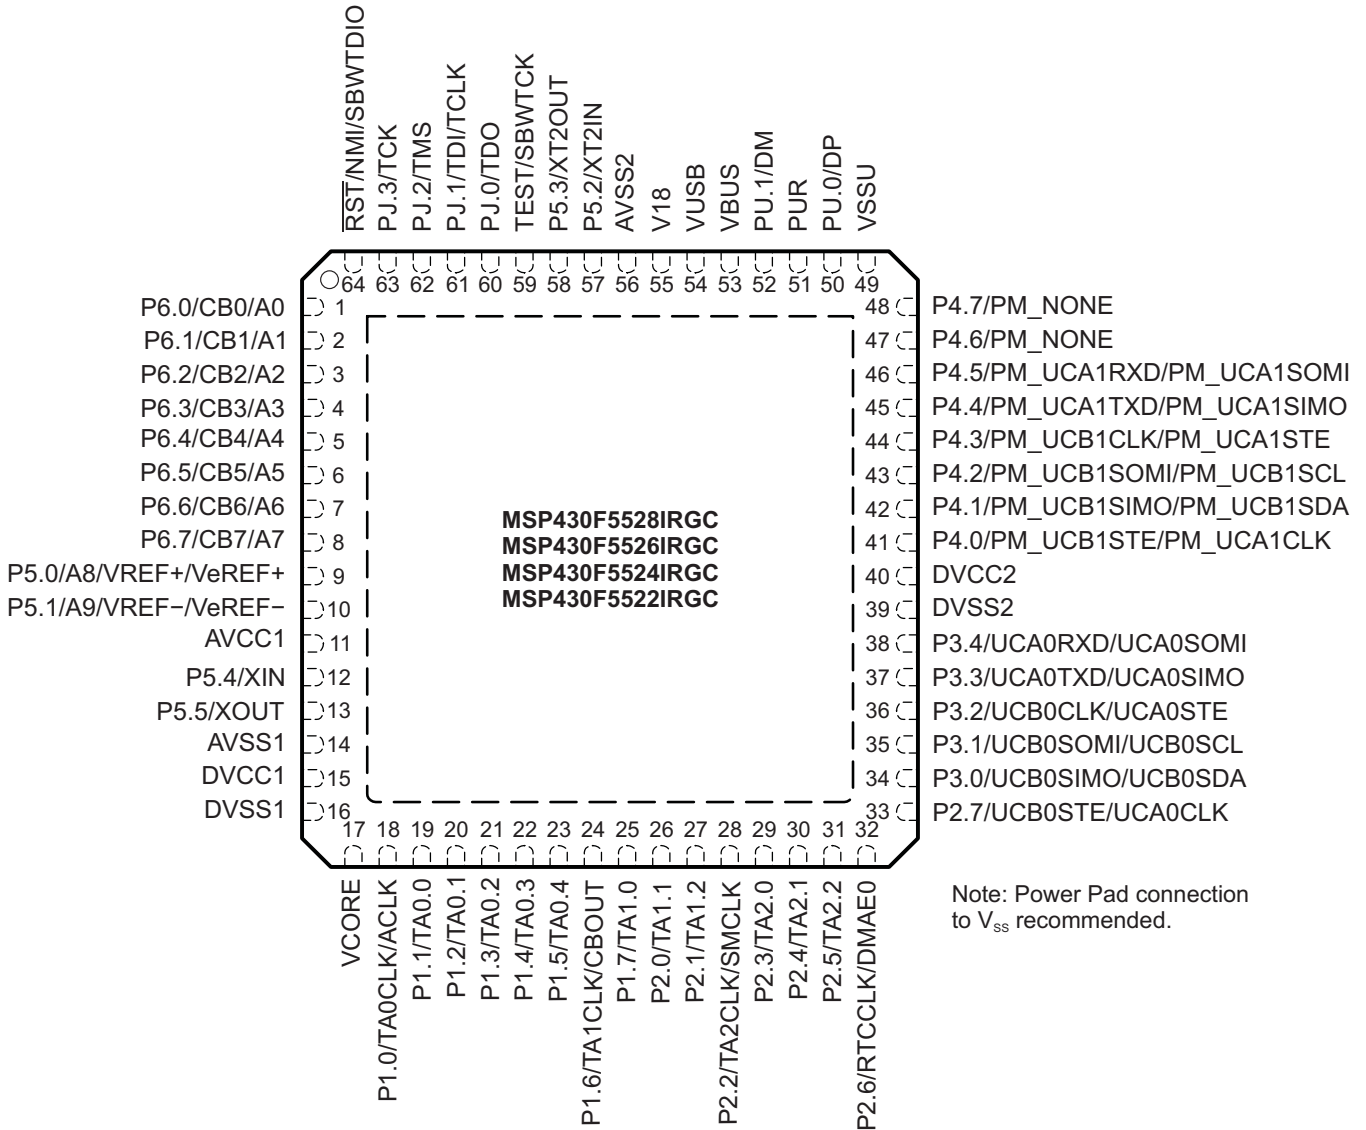 RST/NMI/SBWTDIO
PJ.3/TCK
PJ.2/TMS
PJ.1/TDI/TCLK
PJ.0/TDO
TEST/SBWTCK
P5.3/XT2OUT
P5.2/XT2IN
AVSS2
V18
VUSB
VBUS
PU.1/DM
PUR
PU.0/DP
VSSU
64 63 62 61 60 59 58 57 56 55 54 53 52 51 50 49
P6.0/CB0/A0 1
P6.1/CB1/A1 2
P6.2/CB2/A2 3
P6.3/CB3/A3 4
P6.4/CB4/A4 5
P6.5/CB5/A5 6
P6.6/CB6/A6 7
P6.7/CB7/A7 8
P5.0/A8/VREF+/VeREF+ 9
P5.1/A9/VREF−/VeREF− 10
AVCC1 11
P5.4/XIN 12
P5.5/XOUT 13
AVSS1 14
DVCC1 15
DVSS1 16
MSP430F5528IRGC
MSP430F5526IRGC
MSP430F5524IRGC
MSP430F5522IRGC
48 P4.7/PM_NONE
47 P4.6/PM_NONE
46 P4.5/PM_UCA1RXD/PM_UCA1SOMI
45 P4.4/PM_UCA1TXD/PM_UCA1SIMO
44 P4.3/PM_UCB1CLK/PM_UCA1STE
43 P4.2/PM_UCB1SOMI/PM_UCB1SCL
42 P4.1/PM_UCB1SIMO/PM_UCB1SDA
41 P4.0/PM_UCB1STE/PM_UCA1CLK
40 DVCC2
39 DVSS2
38 P3.4/UCA0RXD/UCA0SOMI
37 P3.3/UCA0TXD/UCA0SIMO
36 P3.2/UCB0CLK/UCA0STE
35 P3.1/UCB0SOMI/UCB0SCL
34 P3.0/UCB0SIMO/UCB0SDA
33 P2.7/UCB0STE/UCA0CLK
17 18 19 20 21 22 23 24 25 26 27 28 29 30 31 32
VCORE
P1.0/TA0CLK/ACLK
P1.1/TA0.0
P1.2/TA0.1
P1.3/TA0.2
P1.4/TA0.3
P1.5/TA0.4
P1.6/TA1CLK/CBOUT
P1.7/TA1.0
P2.0/TA1.1
P2.1/TA1.2
P2.2/TA2CLK/SMCLK
P2.3/TA2.0
P2.4/TA2.1
P2.5/TA2.2
P2.6/RTCCLK/DMAE0
Note: Power Pad connection
to Vss recommended.